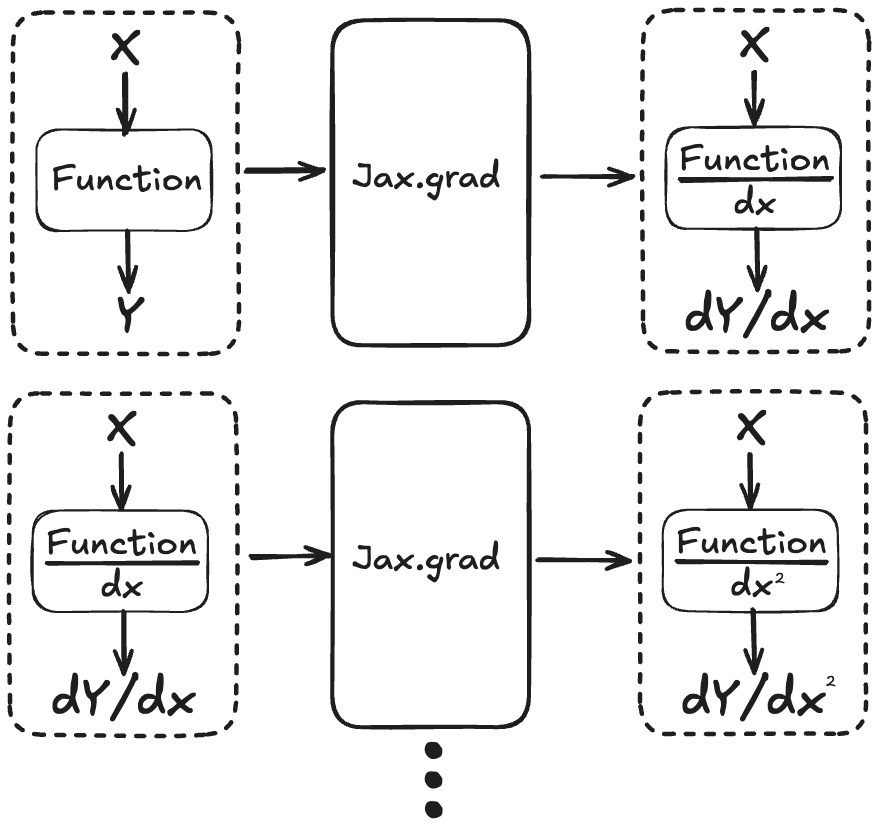 X
Function
Y
Jax.grad
X
Function
dx
dY/dx
X
Function
dx
dY/dx
Jax.grad
X
Function
dx²
dY/dx²